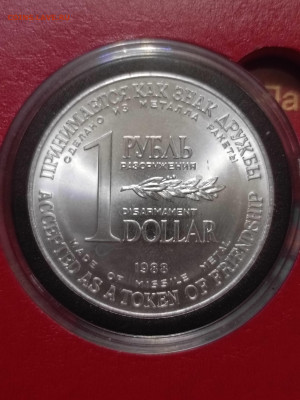 ПРИНИМАЕТСЯ КАК ЗНАК ДРУЖБЫ
СДЕЛАНО ИЗ МЕТАЛЛА РАКЕТЫ
1
РУБЛЬ
РАЗОРУЖЕНИЯ
DISARMAMENT
DOLLAR
1988
MADE OF MISSILE METAL
ACCEPTED AS A TOKEN OF FRIENDSHIP
Па